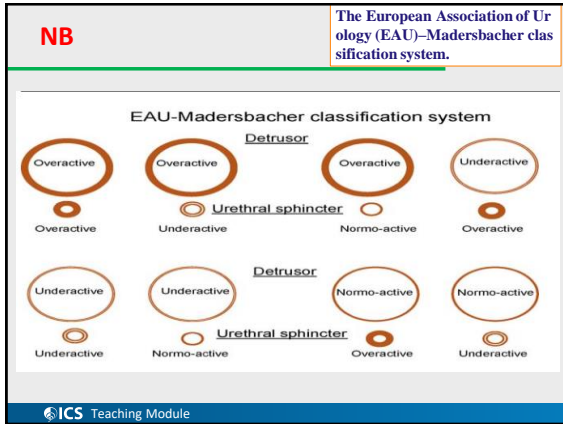 NB
The European Association of Ur
ology (EAU)–Madersbacher clas
sification system.
EAU-Madersbacher classification system
Detrusor
Overactive Overactive Overactive Underactive
Urethral sphincter
Overactive Underactive Normo-active Overactive
Detrusor
Underactive Underactive Normo-active Normo-active
Urethral sphincter
Underactive Normo-active Overactive Underactive
ICS Teaching Module